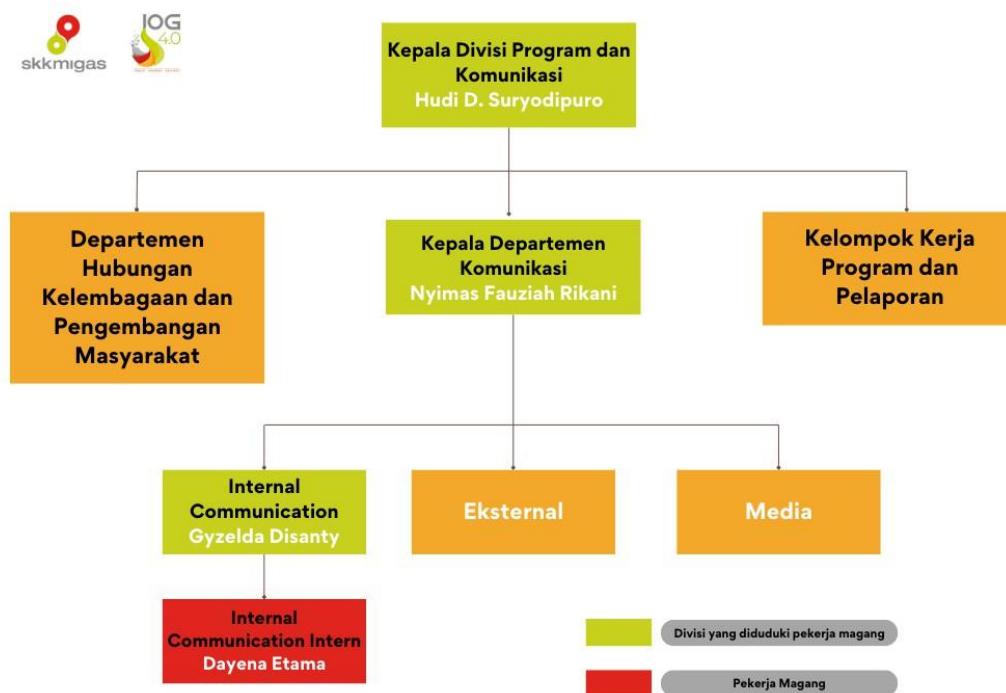 skkmigas
IOG
4.0
Kepala Divisi Program dan
Komunikasi
Hudi D. Suryodipuro
Departemen
Hubungan
Kelembagaan dan
Pengembangan
Masyarakat
Kepala Departemen
Komunikasi
Nyimas Fauziah Rikani
Kelompok Kerja
Program dan
Pelaporan
Internal
Communication
Gyzelda Disanty
Eksternal
Media
Internal
Communication Intern
Dayena Etama
Divisi yang diduduki pekerja magang
Pekerja Magang